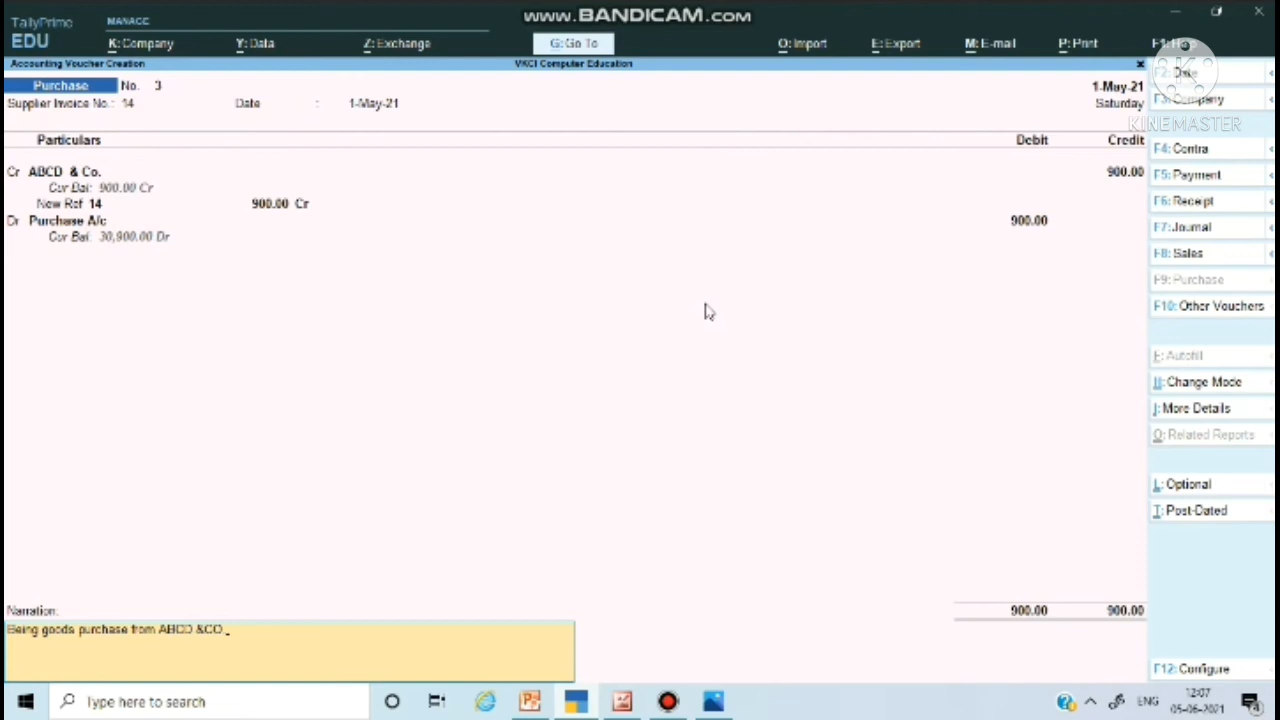 www.BANDICAM.com
TallyPrime
EDU
MANAGE
K:Company
Y:Data
Z:Exchange
G:Go To
O:Import
E:Export
M:E-mail
P:Print
F1:Help
Accounting Voucher Creation
VKCI Computer Education
Purchase No. 3
1-May-21
Supplier Invoice No.: 14 Date : 1-May-21
Saturday
Particulars Debit Credit
Cr ABCD & Co. 900.00
Cur Bal: 900.00 Cr
New Ref 14 900.00 Cr
Dr Purchase A/c 900.00
Cur Bal: 30,900.00 Dr
Narration: 900.00 900.00
Being goods purchase from ABCD &CO.
F2: Date
F3: Company
K
KINEMASTER
F4: Contra
F5: Payment
F6: Receipt
F7: Journal
F8: Sales
F9: Purchase
F10: Other Vouchers
E: Autofill
H: Change Mode
I: More Details
O: Related Reports
L: Optional
T: Post-Dated
F12: Configure
Type here to search
ENG
12:07
05-06-2021